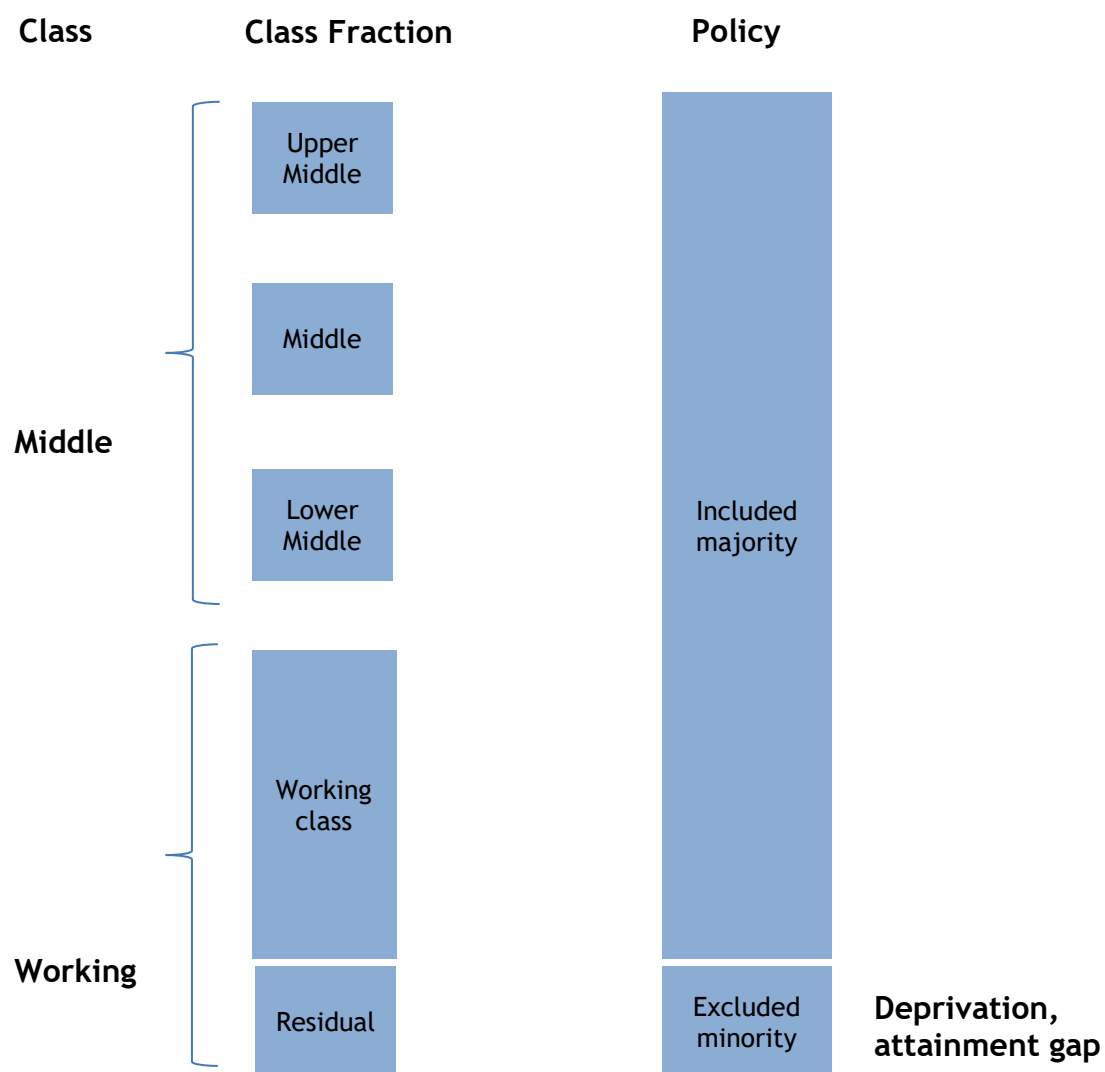 Class
Class Fraction
Policy
Upper
Middle
Middle
Middle
Lower
Middle
Included
majority
Working
class
Working
Residual
Excluded
minority
Deprivation,
attainment gap